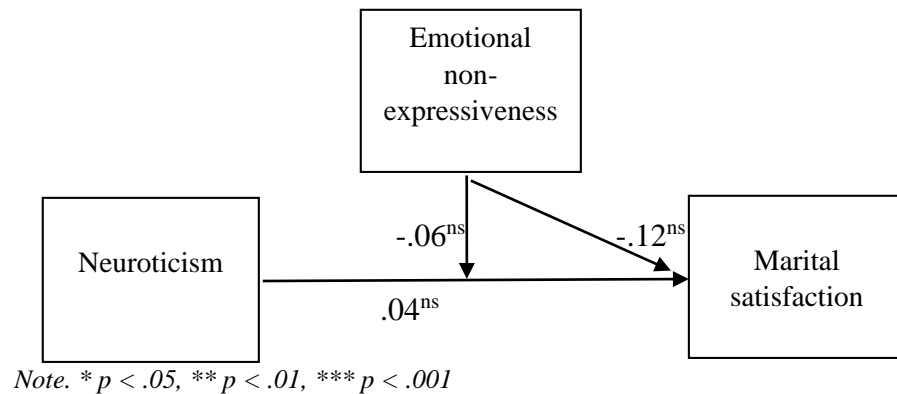 Emotional
non-
expressiveness
-.06ns
-.12ns
Neuroticism
Marital
satisfaction
.04ns
Note. * p < .05, ** p < .01, *** p < .001